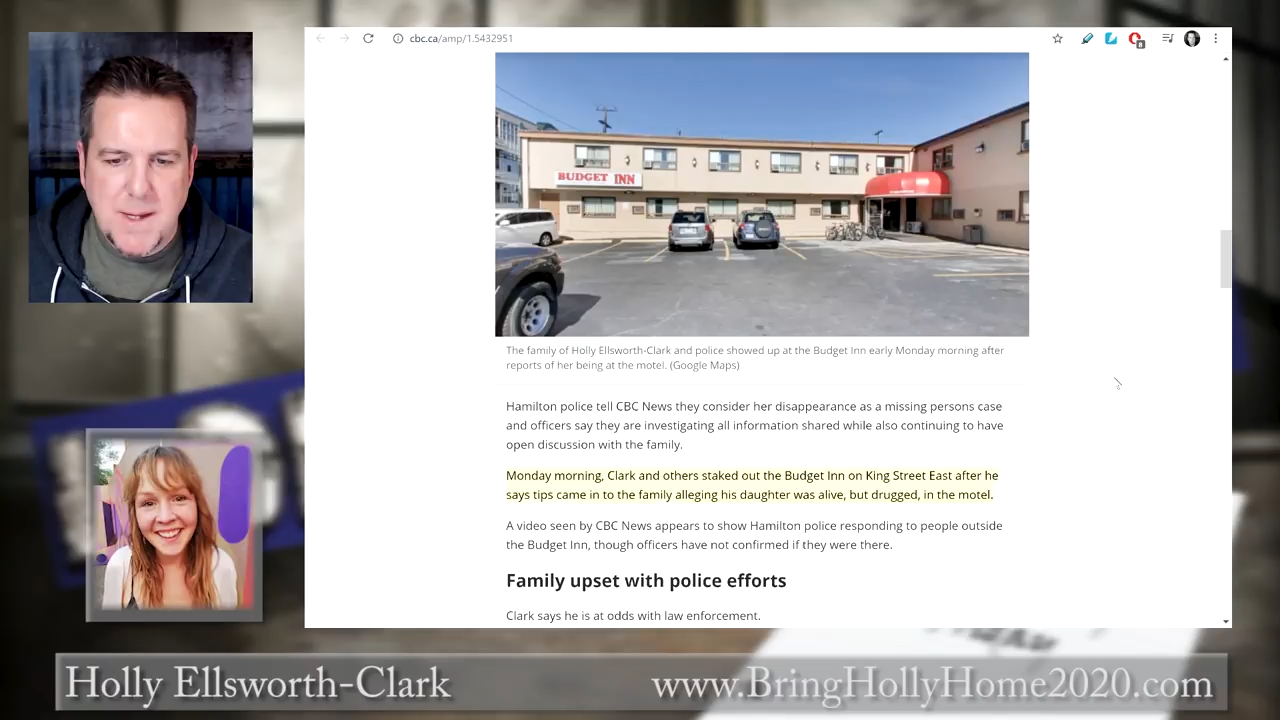 cbc.ca/amp/1.5432951
BUDGET INN
The family of Holly Ellsworth-Clark and police showed up at the Budget Inn early Monday morning after
reports of her being at the motel. (Google Maps)
Hamilton police tell CBC News they consider her disappearance as a missing persons case
and officers say they are investigating all information shared while also continuing to have
open discussion with the family.
Monday morning, Clark and others staked out the Budget Inn on King Street East after he
says tips came in to the family alleging his daughter was alive, but drugged, in the motel.
A video seen by CBC News appears to show Hamilton police responding to people outside
the Budget Inn, though officers have not confirmed if they were there.
Family upset with police efforts
Clark says he is at odds with law enforcement.
Holly Ellsworth-Clark
www.BringHollyHome2020.com